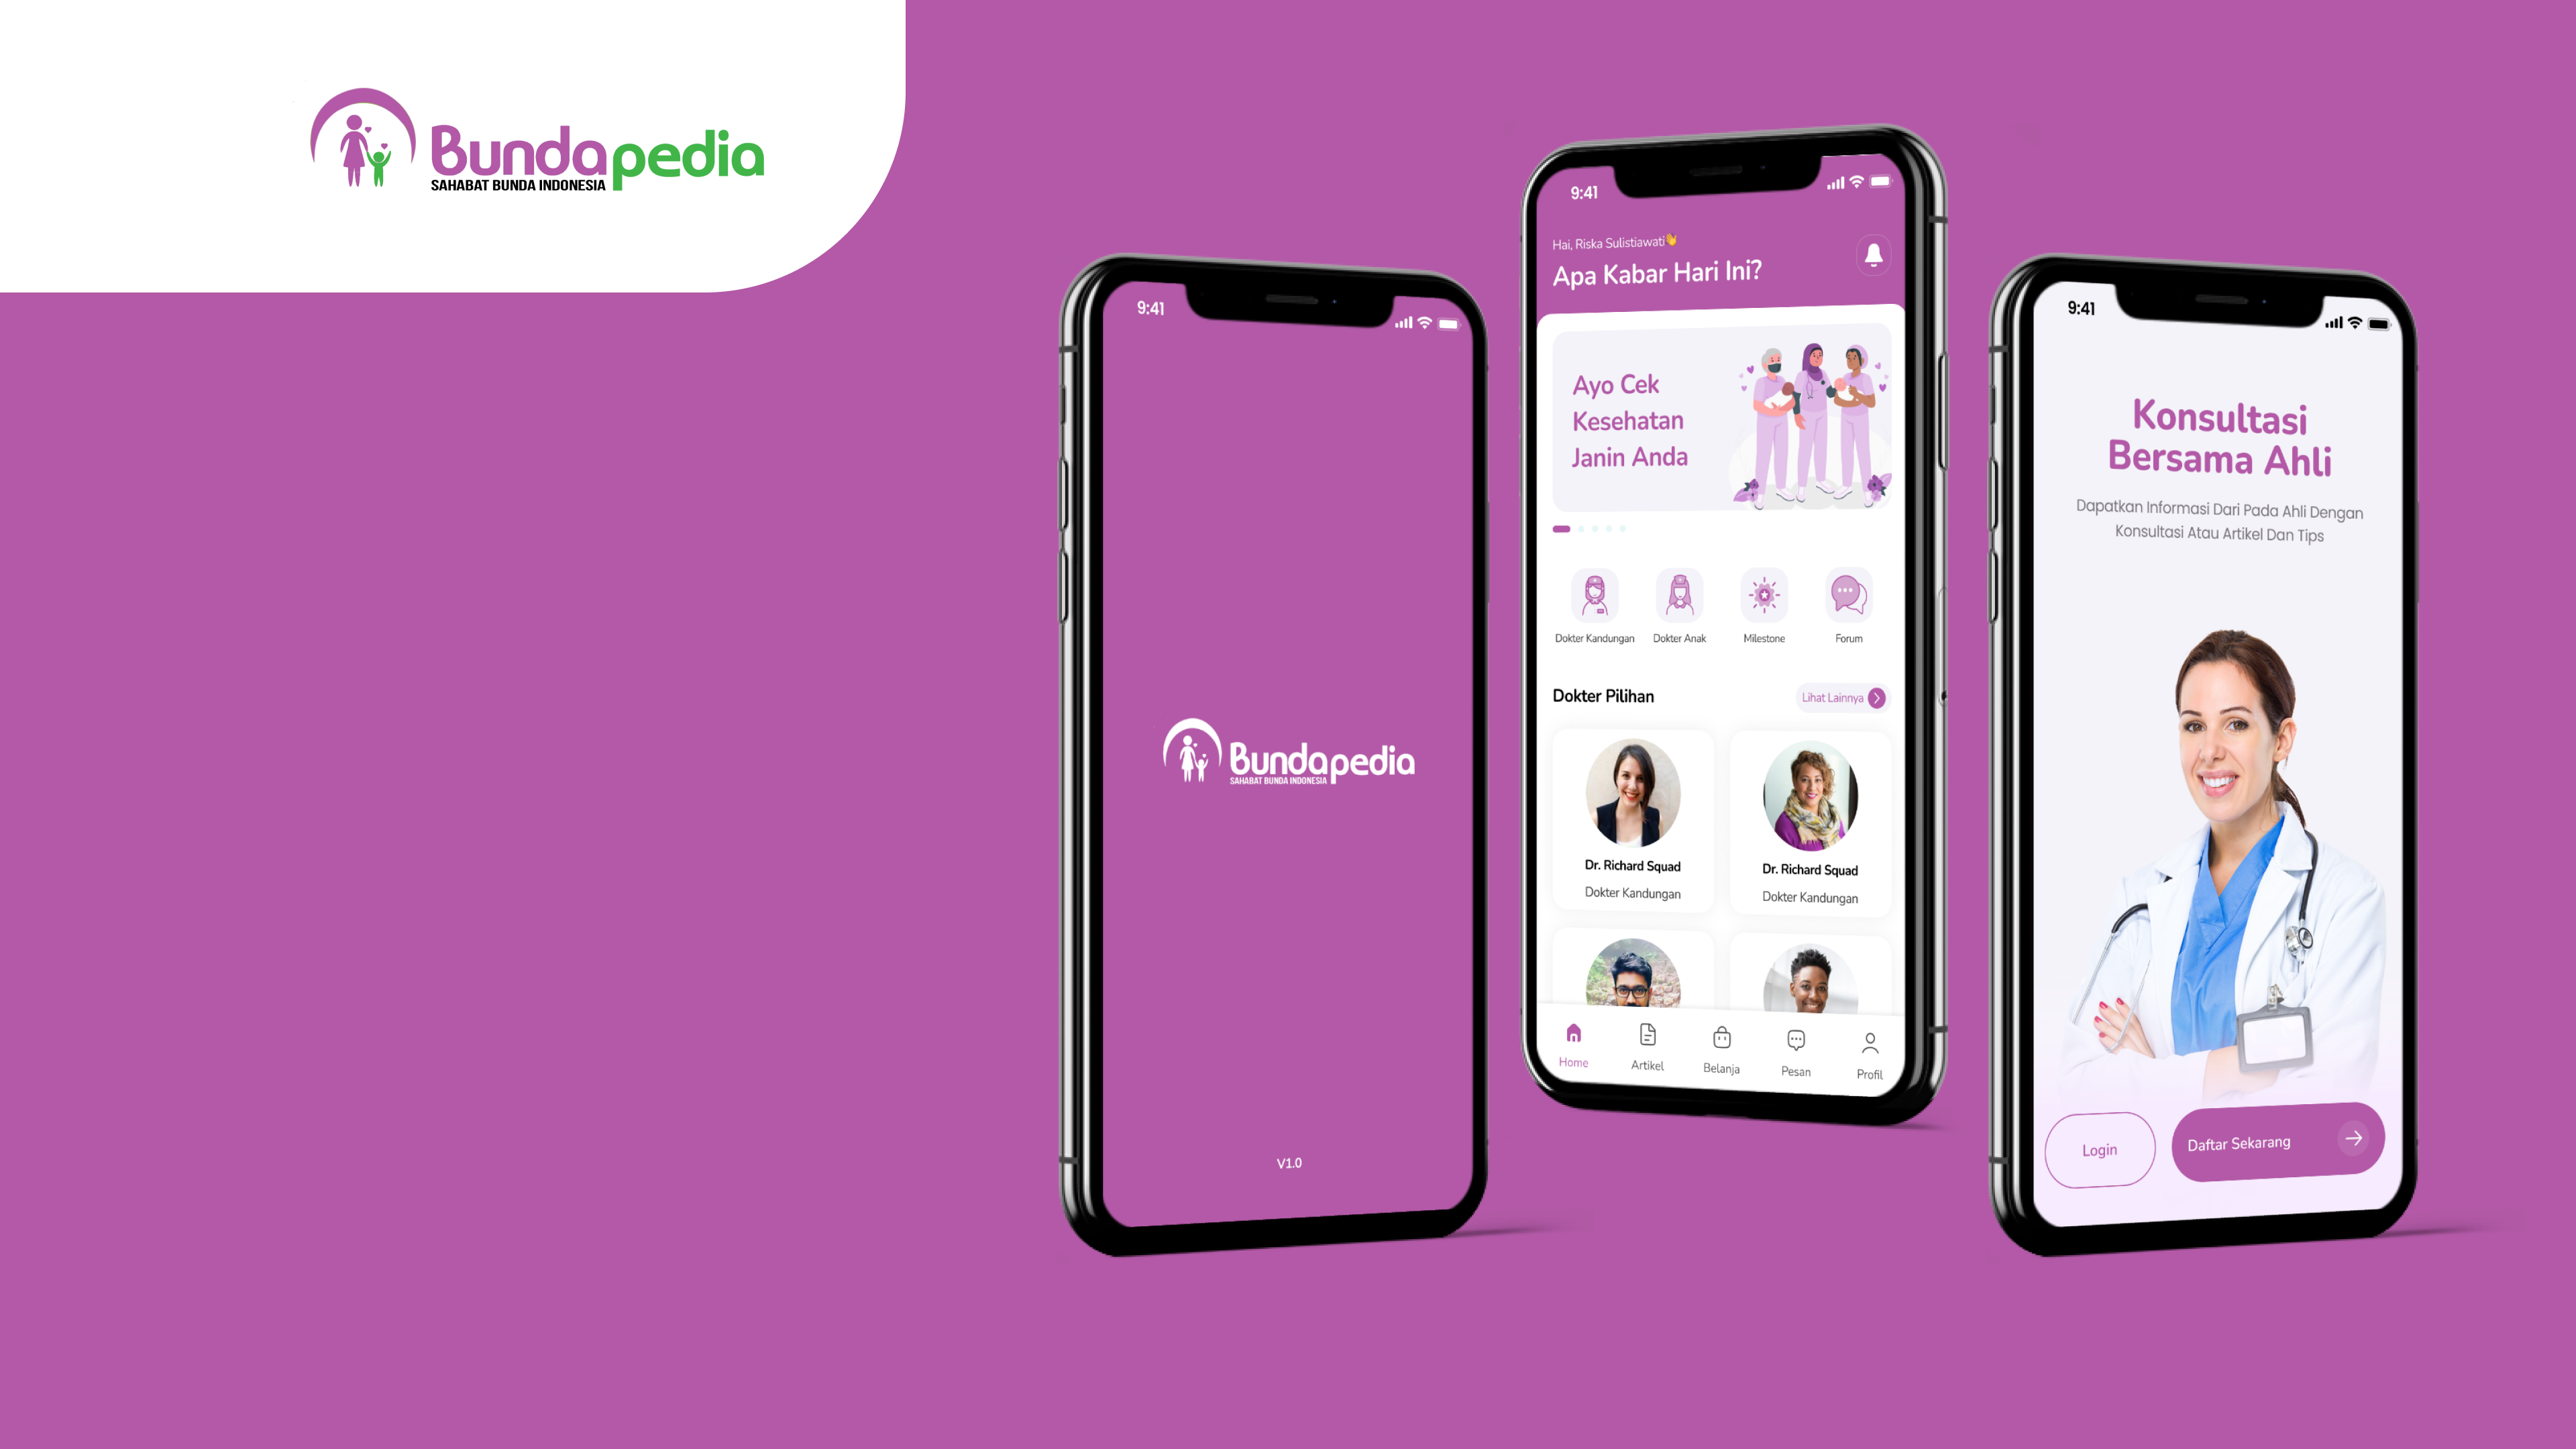 Bundapedia
SAHABAT BUNDA INDONESIA
9:41
Bundapedia
SAHABAT BUNDA INDONESIA
V1.0
9:41
Hai, Riska Sulistiawati👋
Apa Kabar Hari Ini?
Ayo Cek
Kesehatan
Janin Anda
Dokter Kandungan
Dokter Anak
Milestone
Forum
Dokter Pilihan
Lihat Lainnya
Dr. Richard Squad
Dokter Kandungan
Dr. Richard Squad
Dokter Kandungan
Home
Artikel
Belanja
Pesan
Profil
9:41
Konsultasi
Bersama Ahli
Dapatkan Informasi Dari Pada Ahli Dengan
Konsultasi Atau Artikel Dan Tips
Login
Daftar Sekarang